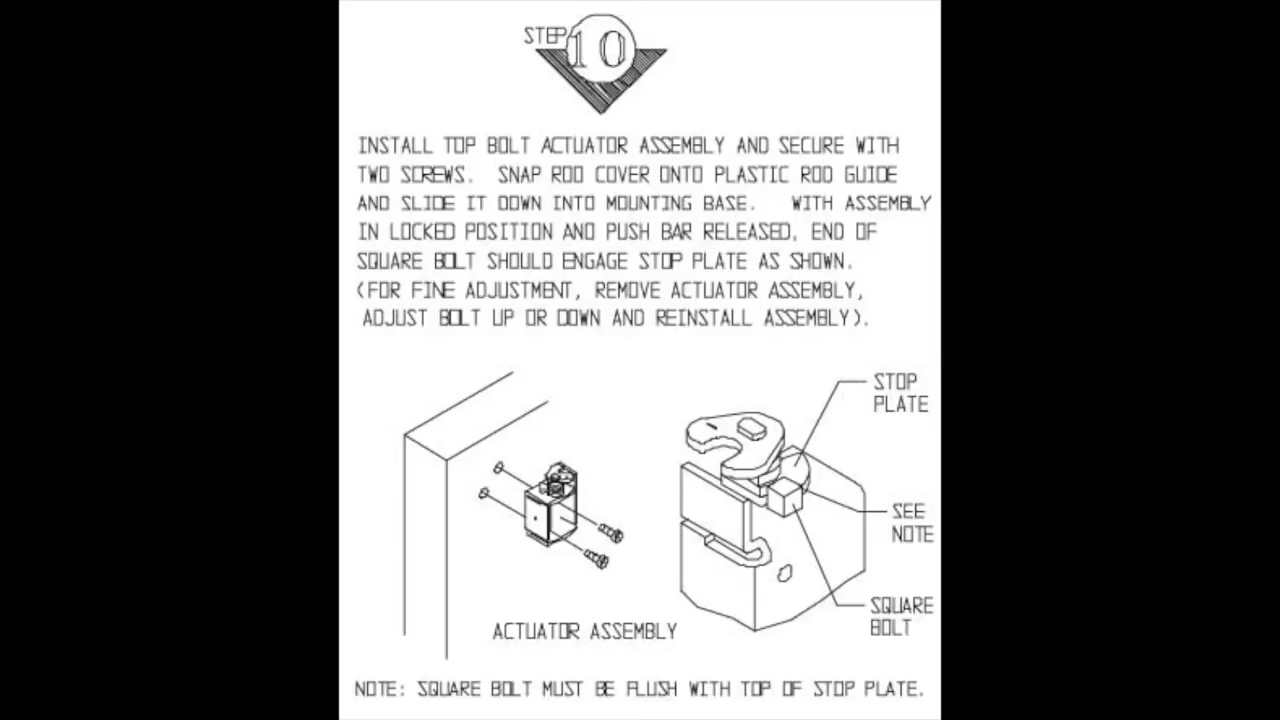 STEP 10
INSTALL TOP BOLT ACTUATOR ASSEMBLY AND SECURE WITH
TWO SCREWS. SNAP ROD COVER ONTO PLASTIC ROD GUIDE
AND SLIDE IT DOWN INTO MOUNTING BASE. WITH ASSEMBLY
IN LOCKED POSITION AND PUSH BAR RELEASED, END OF
SQUARE BOLT SHOULD ENGAGE STOP PLATE AS SHOWN.
(FOR FINE ADJUSTMENT, REMOVE ACTUATOR ASSEMBLY,
ADJUST BOLT UP OR DOWN AND REINSTALL ASSEMBLY).
STOP
PLATE
SEE
NOTE
SQUARE
BOLT
ACTUATOR ASSEMBLY
NOTE: SQUARE BOLT MUST BE FLUSH WITH TOP OF STOP PLATE.